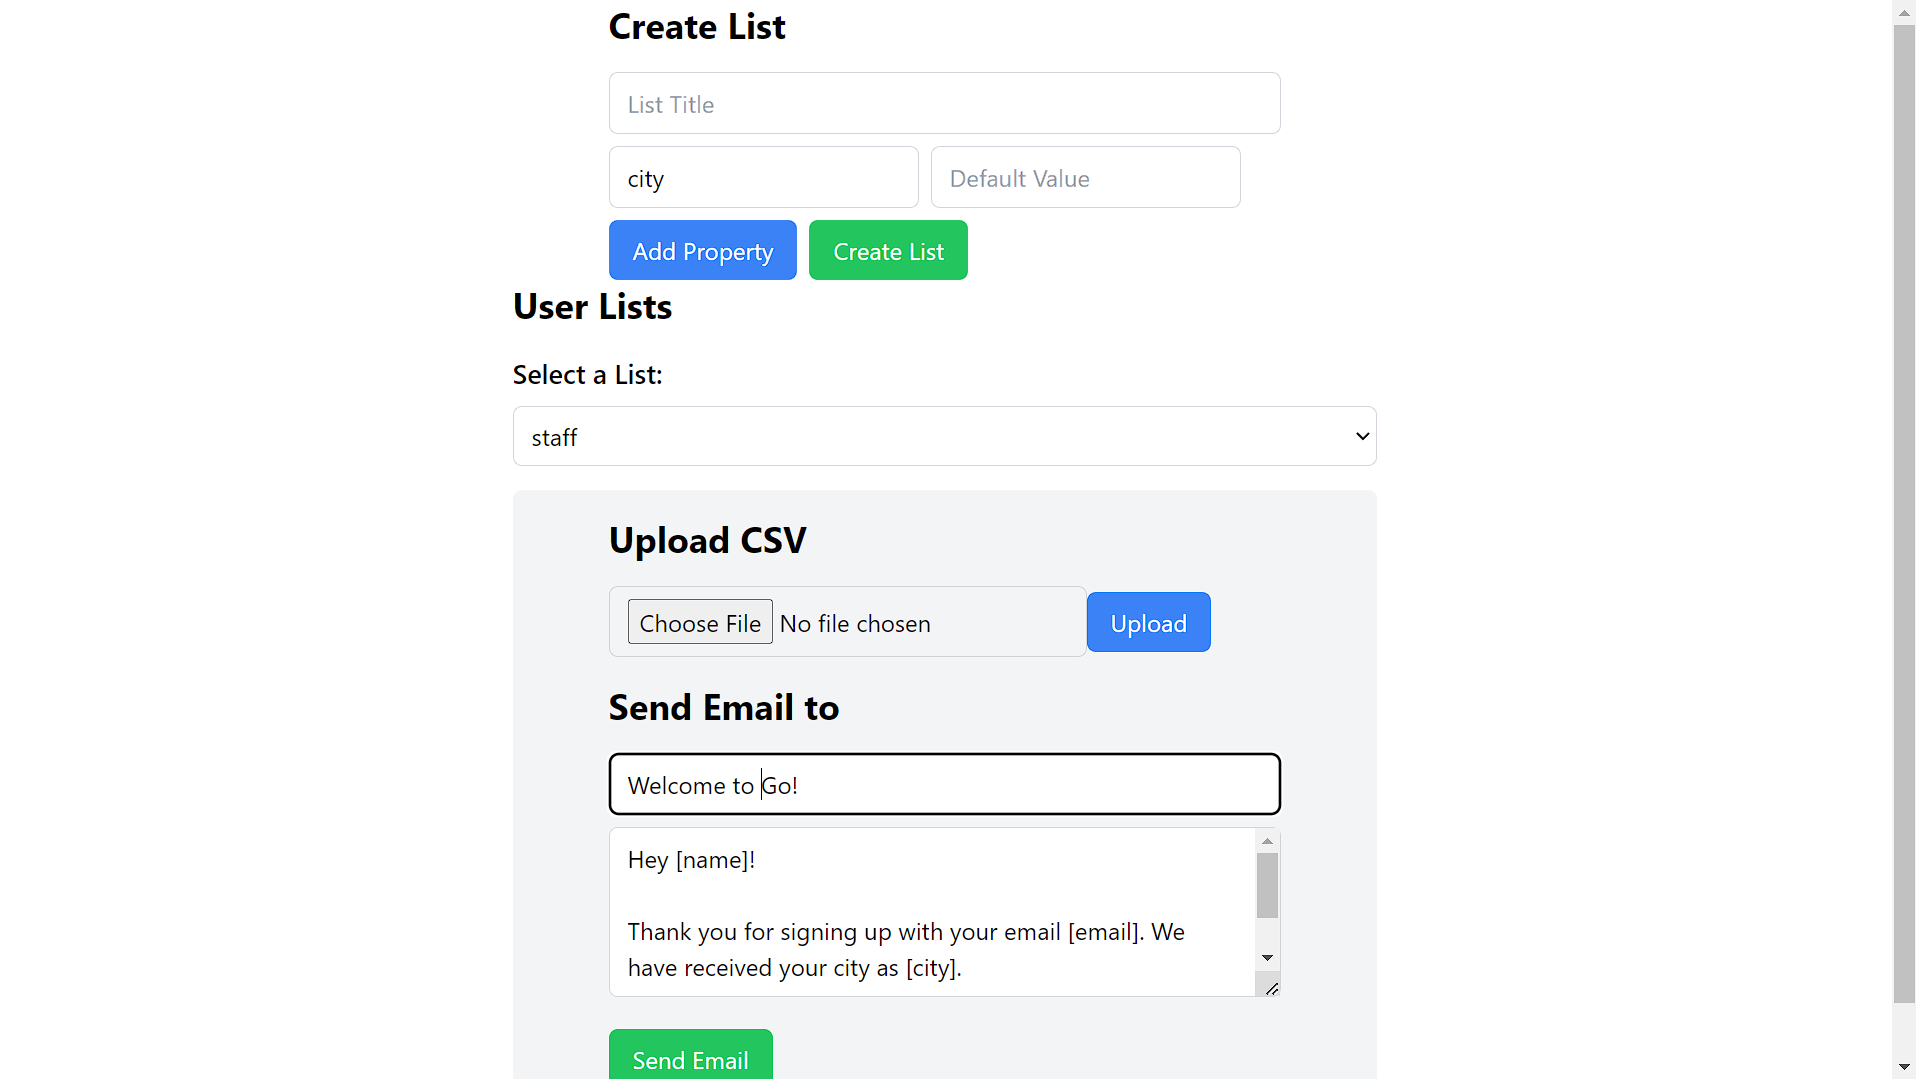 Create List
List Title
city
Default Value
Add Property
Create List
User Lists
Select a List:
staff
Upload CSV
Choose File No file chosen
Upload
Send Email to
Welcome to Go!
Hey [name]!
Thank you for signing up with your email [email]. We
have received your city as [city].
Send Email